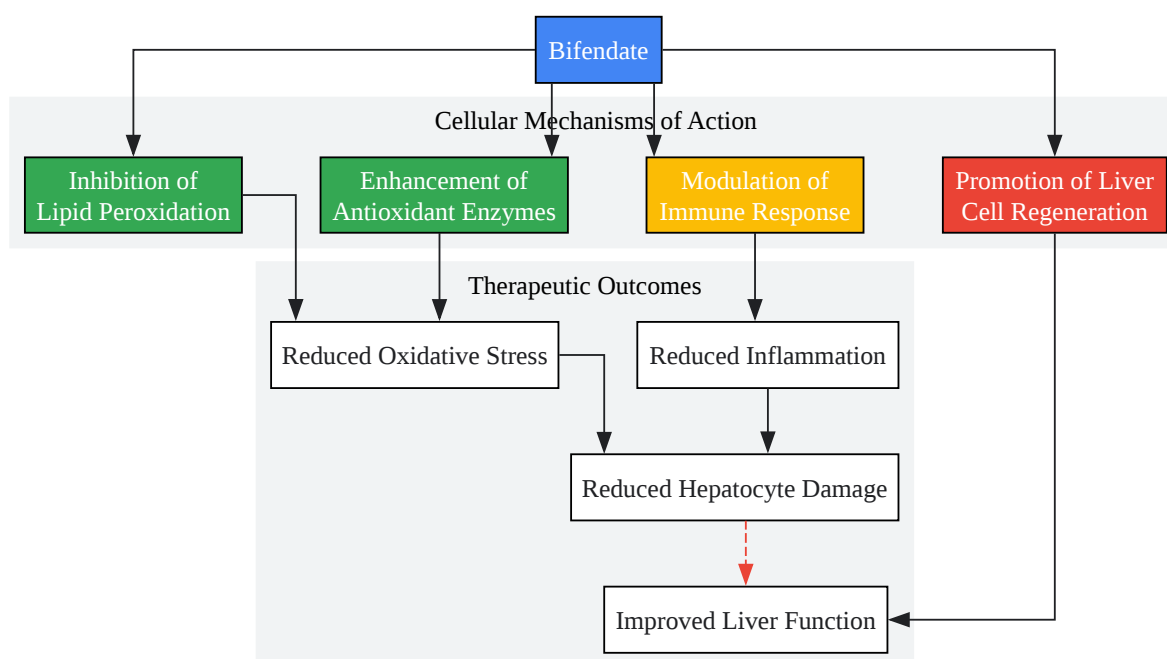 Bifendate
Cellular Mechanisms of Action
Inhibition of
Lipid Peroxidation
Enhancement of
Antioxidant Enzymes
Modulation of
Immune Response
Promotion of Liver
Cell Regeneration
Therapeutic Outcomes
Reduced Oxidative Stress
Reduced Inflammation
Reduced Hepatocyte Damage
Improved Liver Function